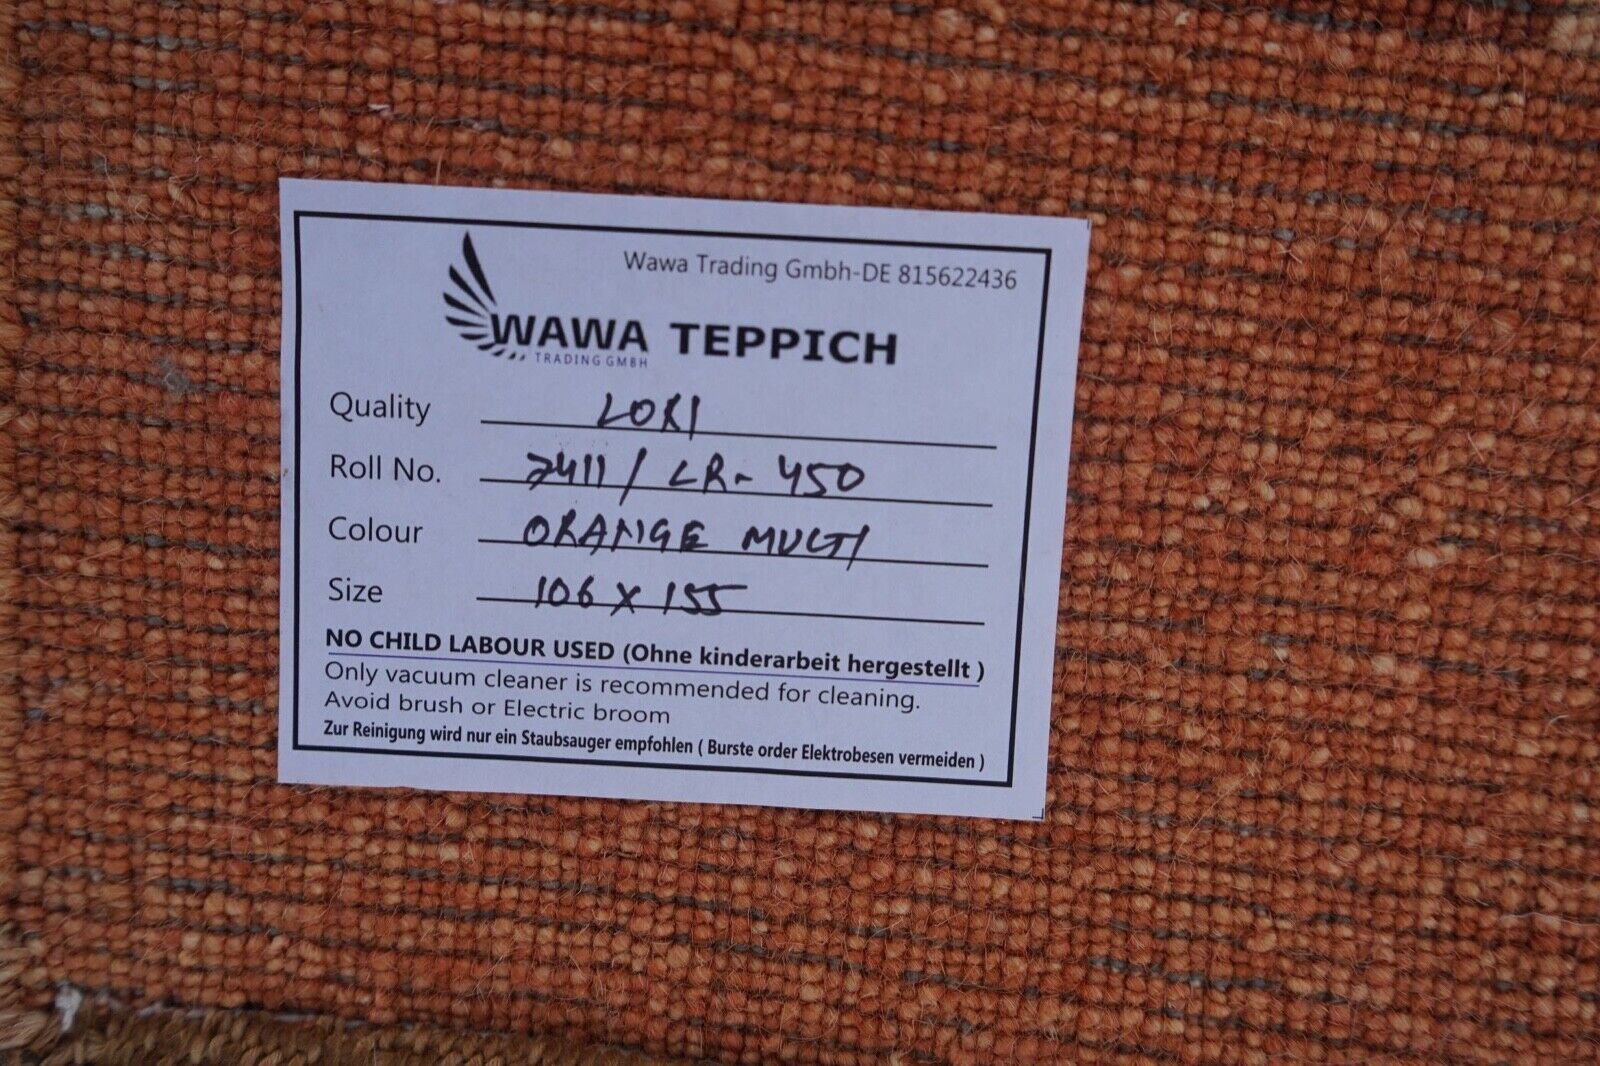 Wawa Trading Gmbh-DE 815622436
WAWA TEPPICH
TRADING GMBH
Quality LORI
Roll No. 2411 / LR- 450
Colour ORANGE MULTI
Size 106 X 155
NO CHILD LABOUR USED (Ohne kinderarbeit hergestellt )
Only vacuum cleaner is recommended for cleaning.
Avoid brush or Electric broom
Zur Reinigung wird nur ein Staubsauger empfohlen ( Burste order Elektrobesen vermeiden )